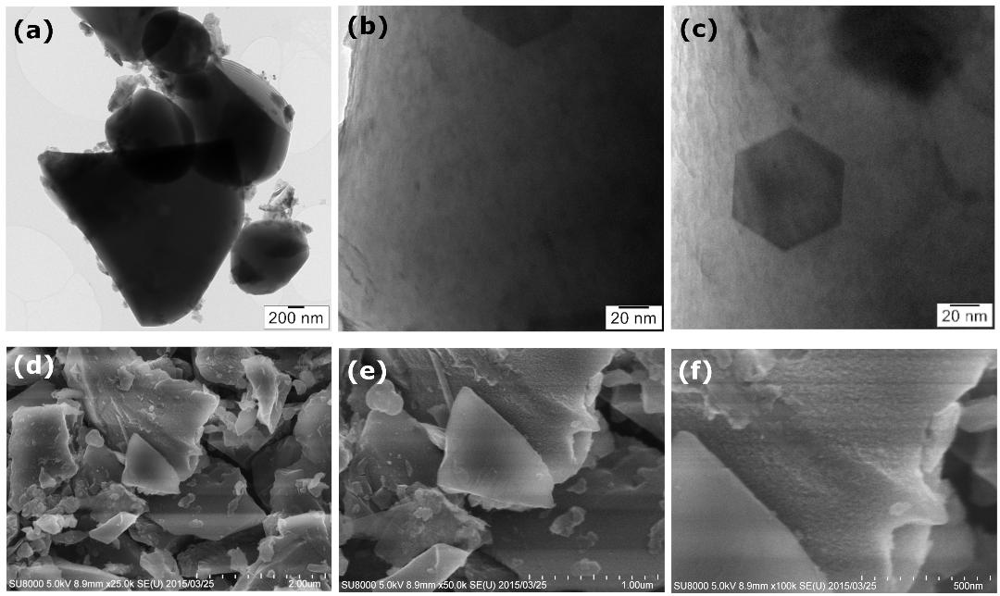 (a)
200 nm
(b)
20 nm
(c)
20 nm
(d)
SU8000 5.0kV 8.9mm x25.0k SE(U) 2015/03/25 2.00um
(e)
SU8000 5.0kV 8.9mm x50.0k SE(U) 2015/03/25 1.00um
(f)
SU8000 5.0kV 8.9mm x100k SE(U) 2015/03/25 500nm